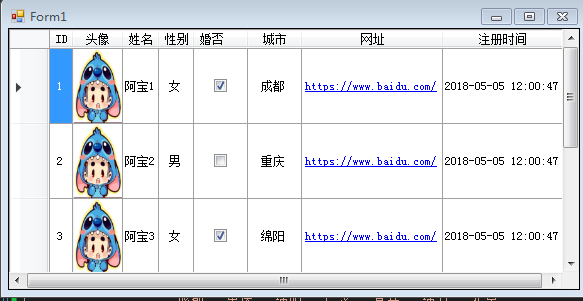 Form1
ID 头像 姓名 性别 婚否 城市 网址 注册时间
1 阿宝1 女 成都 https://www.baidu.com/ 2018-05-05 12:00:47
2 阿宝2 男 重庆 https://www.baidu.com/ 2018-05-05 12:00:47
3 阿宝3 女 绵阳 https://www.baidu.com/ 2018-05-05 12:00:47